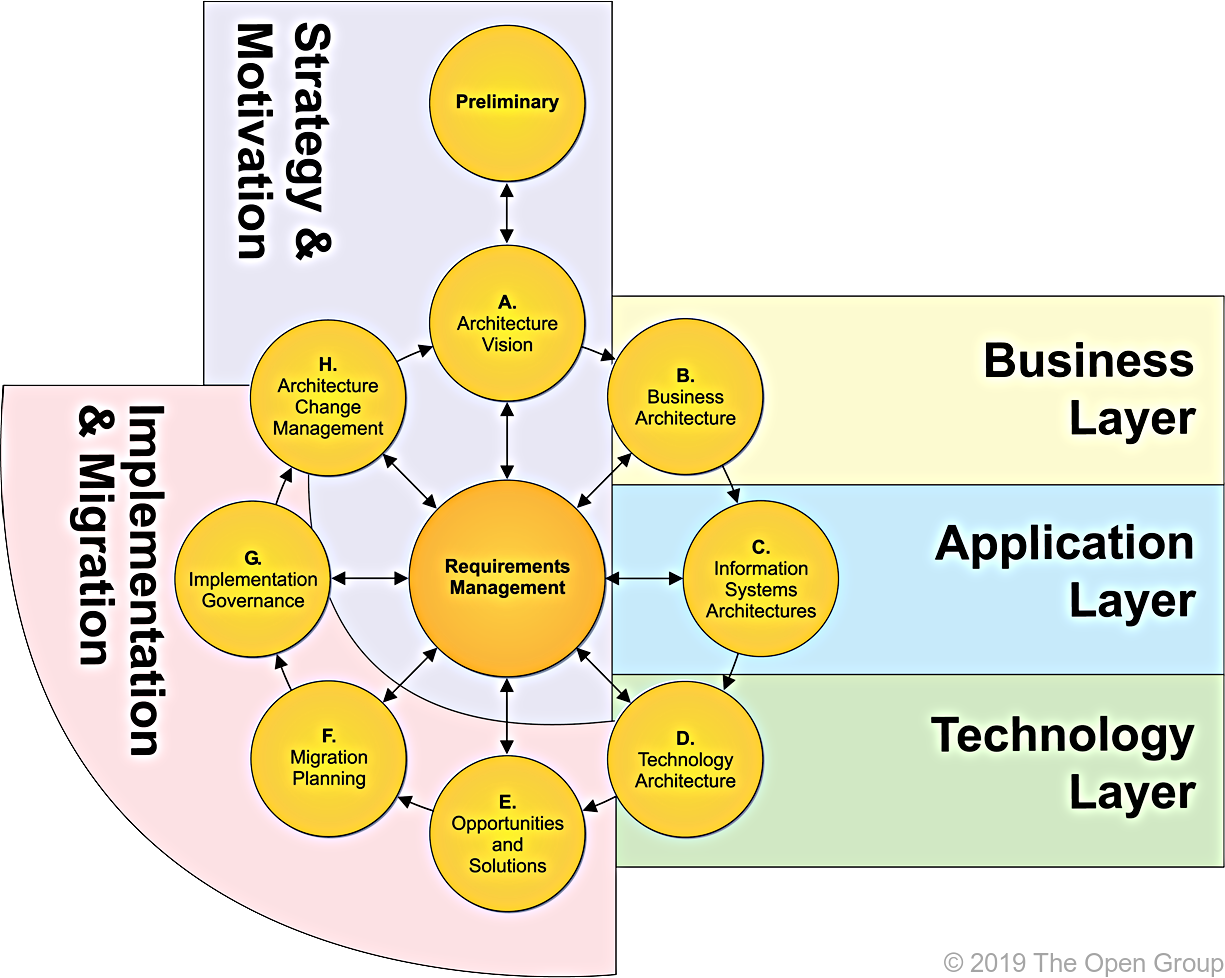 Strategy &
Motivation
Preliminary
A.
Architecture
Vision
H.
Architecture
Change
Management
B.
Business
Architecture
Business
Layer
Implementation
& Migration
G.
Implementation
Governance
Requirements
Management
C.
Information
Systems
Architectures
Application
Layer
F.
Migration
Planning
E.
Opportunities
and
Solutions
D.
Technology
Architecture
Technology
Layer
© 2019 The Open Group